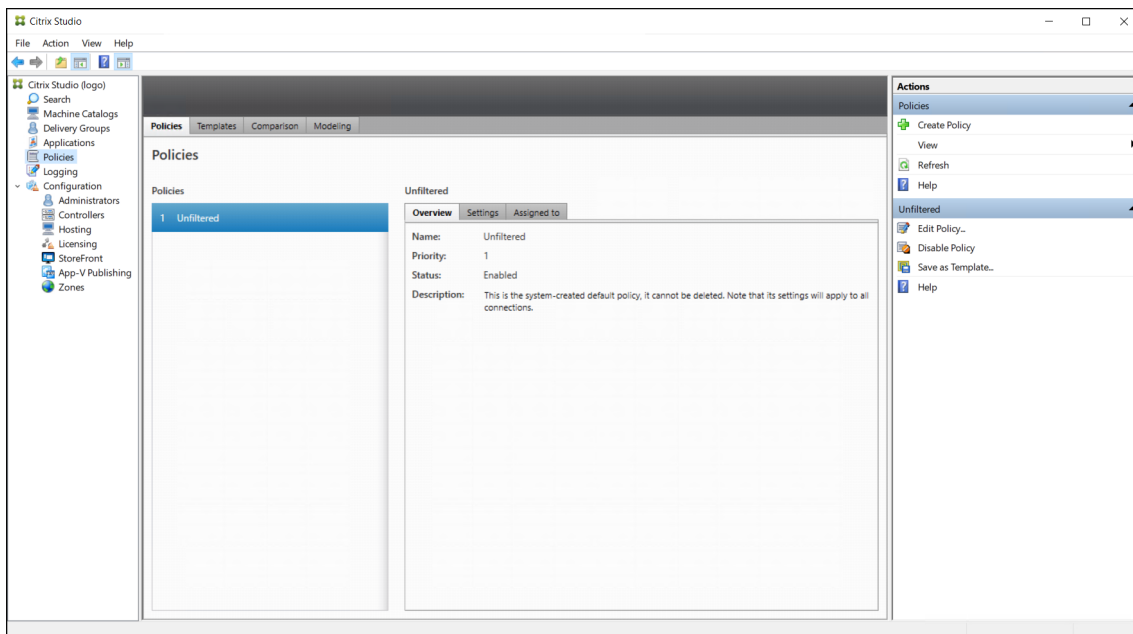 Citrix Studio
File Action View Help
Citrix Studio (logo)
Search
Machine Catalogs
Delivery Groups
Applications
Policies
Logging
Configuration
Administrators
Controllers
Hosting
Licensing
StoreFront
App-V Publishing
Zones
Policies Templates Comparison Modeling
Policies
Policies
1 Unfiltered
Unfiltered
Overview Settings Assigned to
Name: Unfiltered
Priority: 1
Status: Enabled
Description: This is the system-created default policy, it cannot be deleted. Note that its settings will apply to all
connections.
Actions
Policies
Create Policy
View
Refresh
Help
Unfiltered
Edit Policy...
Disable Policy
Save as Template...
Help